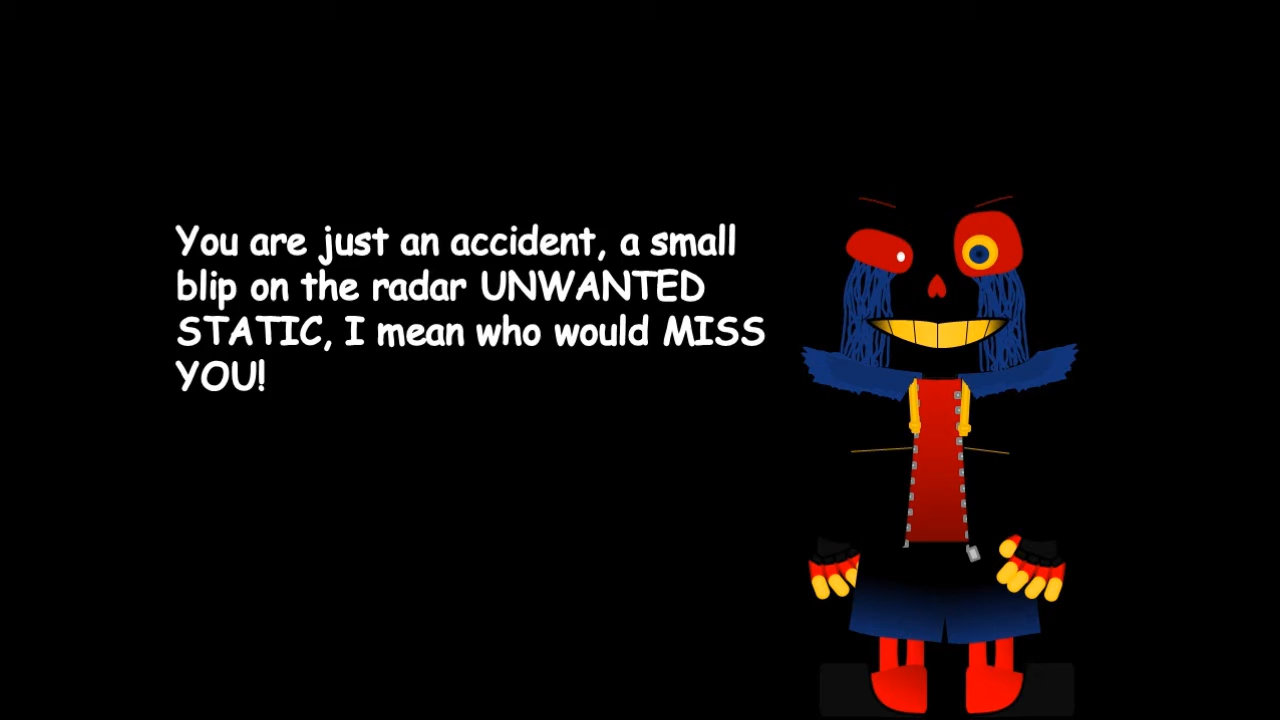 You are just an accident, a small
blip on the radar UNWANTED
STATIC, I mean who would MISS
YOU!